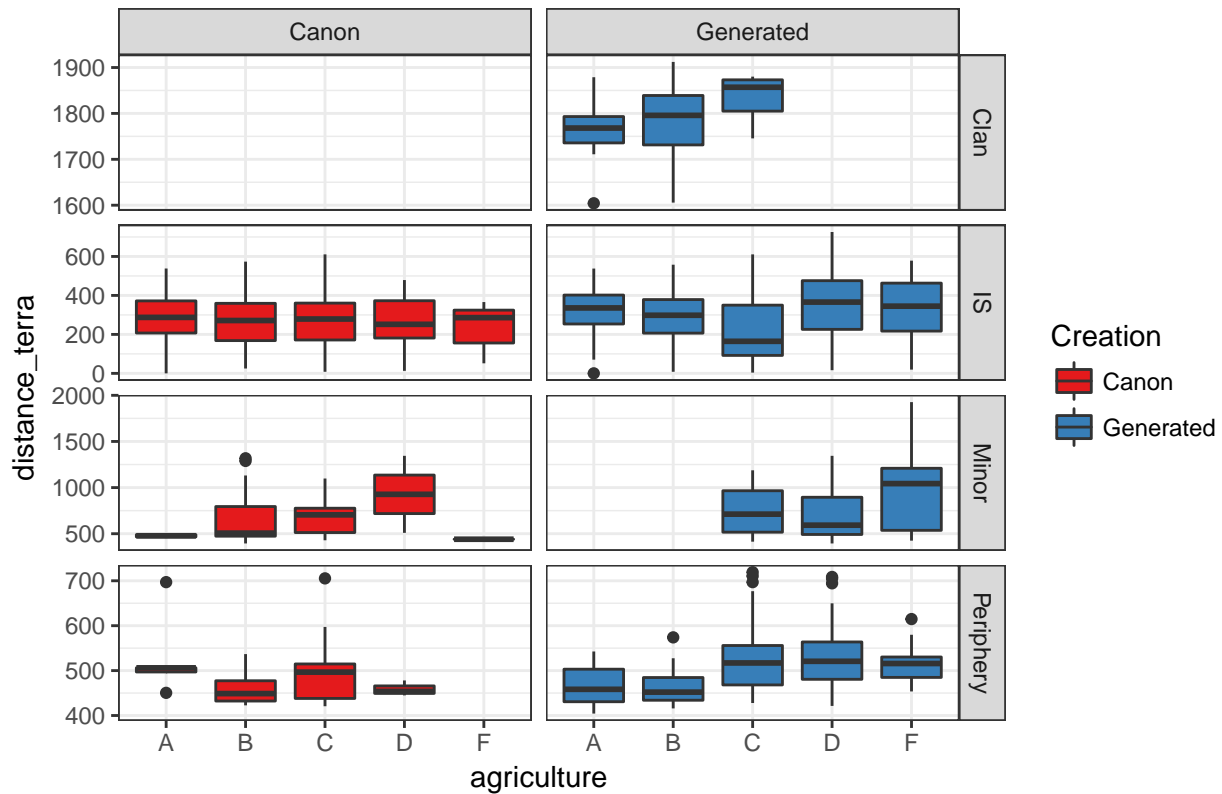 Canon Generated
1900
1800
1700
1600
Clan
600
400
200
0
IS
2000
1500
1000
500
Minor
700
600
500
400
Periphery
A B C D F A B C D F
agriculture
distance_terra
Creation
Canon
Generated